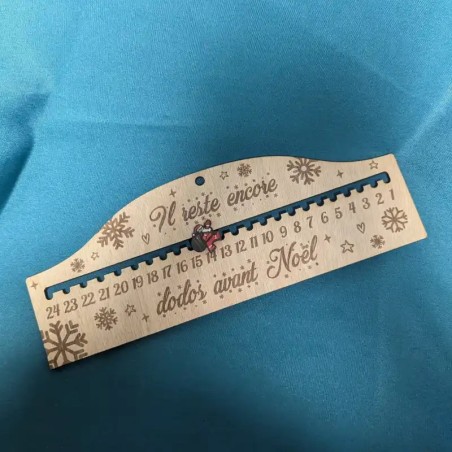 Il reste encore
24 23 22 21 20 19 18 17 16 15 14 13 12 11 10 9 8 7 6 5 4 3 2 1
dodos avant Noël